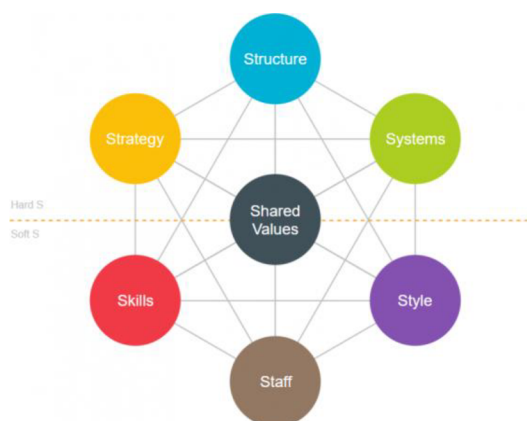 Structure
Strategy
Systems
Hard S
Shared
Values
Soft S
Skills
Style
Staff